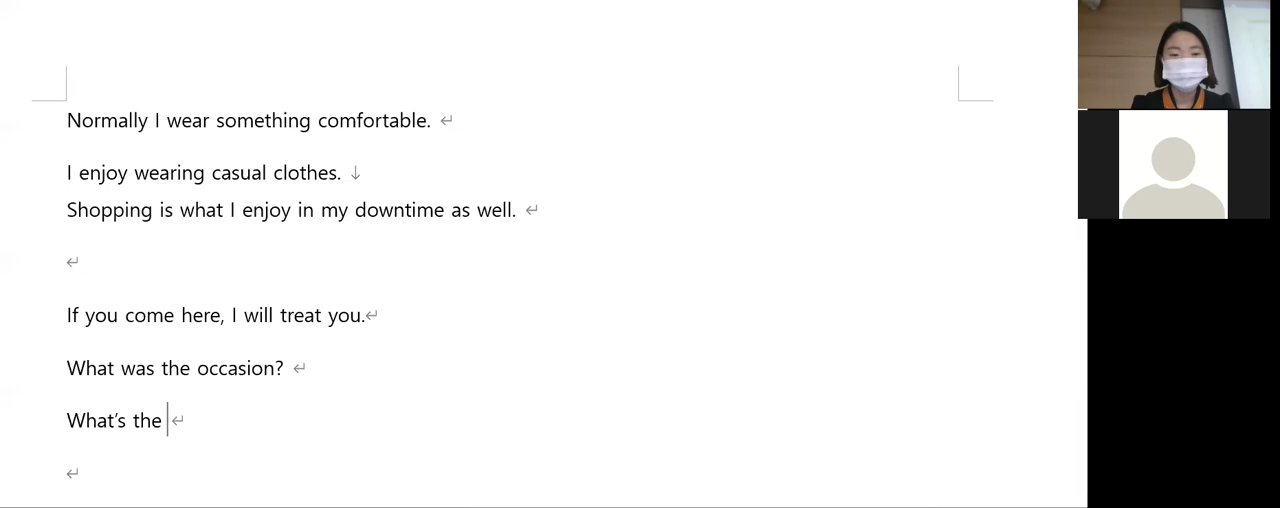 Normally I wear something comfortable.
I enjoy wearing casual clothes.
Shopping is what I enjoy in my downtime as well.
If you come here, I will treat you.
What was the occasion?
What's the